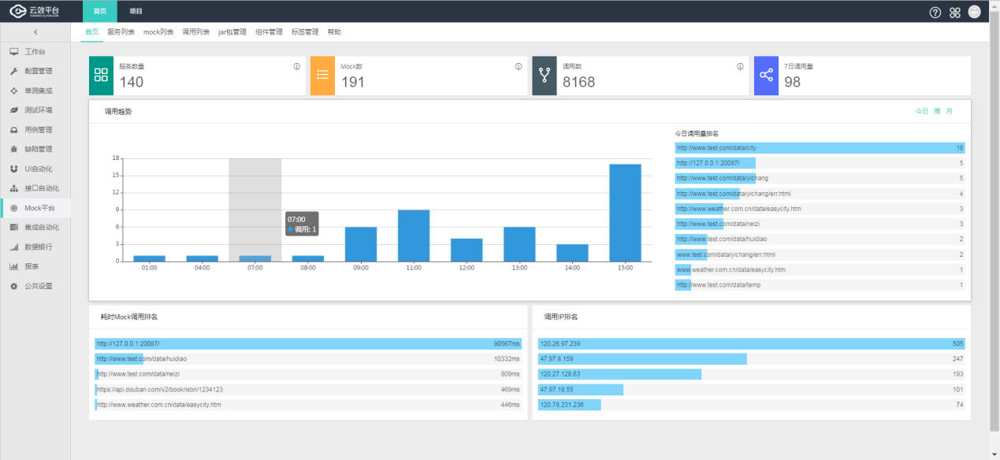 云效平台
首页
项目
首页
服务列表
mock列表
调用列表
jar包管理
组件管理
标签管理
帮助
工作台
配置管理
单测集成
测试环境
用例管理
缺陷管理
UI自动化
接口自动化
Mock平台
集成自动化
数据银行
报表
公共设置
服务数量
140
Mock数
191
调用数
8168
7日调用量
98
调用趋势
今日 周 月
18
15
12
9
6
3
0
07:00
调用: 1
01:00
04:00
07:00
08:00
09:00
11:00
12:00
13:00
14:00
15:00
今日调用量排名
http://www.test.com/data/city 18
http://127.0.0.1:20087/ 5
http://www.test.com/data/yichang 5
http://www.test.com/data/yichang/err.html 4
http://www.weather.com.cn/data/easycity.htm 3
http://www.test.com/data/neizi 3
http://www.test.com/data/huidiao 2
www.test.com/data/yichang/err.html 2
www.weather.com.cn/data/easycity.htm 1
http://www.test.com/data/temp 1
耗时Mock调用排名
http://127.0.0.1:20087/ 90567ms
http://www.test.com/data/huidiao 10332ms
http://www.test.com/data/neizi 809ms
https://api.douban.com/v2/book/isbn/1234123 469ms
http://www.weather.com.cn/data/easycity.htm 446ms
调用IP排名
120.26.97.239 505
47.97.8.159 247
120.27.128.63 193
47.97.18.55 101
120.78.231.236 74